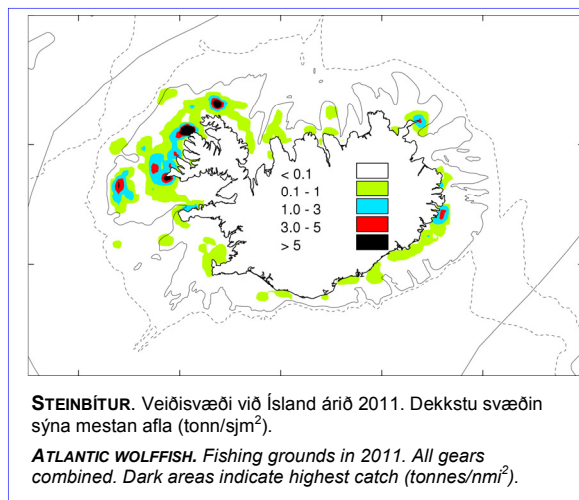 < 0.1
0.1 - 1
1.0 - 3
3.0 - 5
> 5
STEINBÍTUR. Veiðisvæði við Ísland árið 2011. Dekkstu svæðin
sýna mestan afla (tonn/sjm²).
ATLANTIC WOLFFISH. Fishing grounds in 2011. All gears
combined. Dark areas indicate highest catch (tonnes/nmi²).